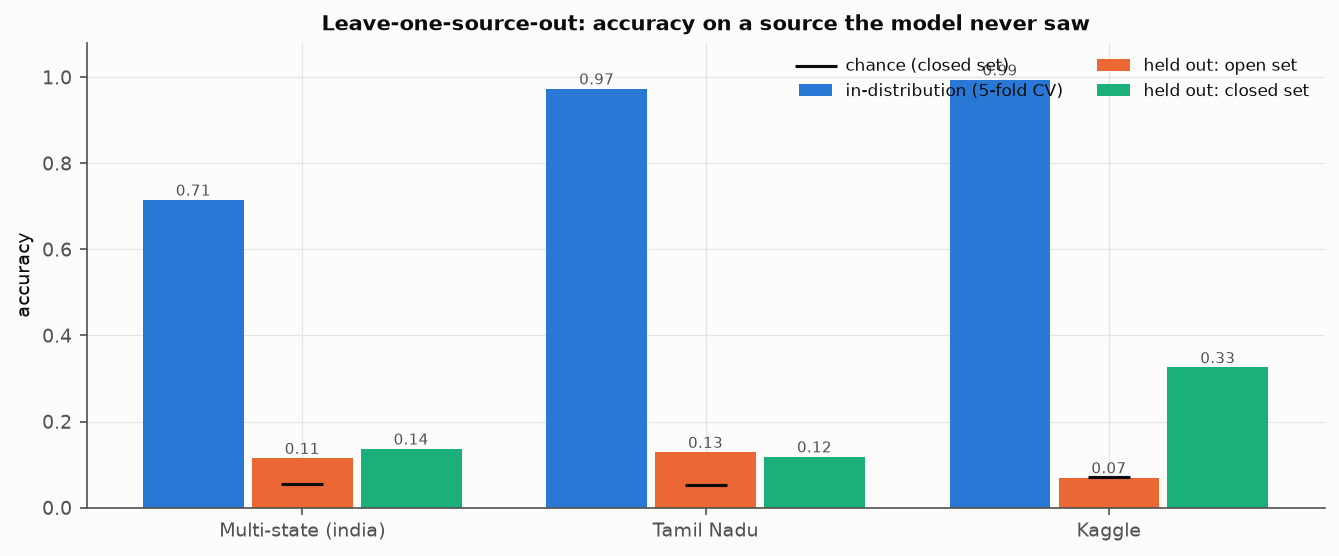 Leave-one-source-out: accuracy on a source the model never saw
chance (closed set)
in-distribution (5-fold CV)
held out: open set
held out: closed set
accuracy
1.0
0.8
0.6
0.4
0.2
0.0
0.71
0.11
0.14
0.97
0.13
0.12
0.99
0.07
0.33
Multi-state (india)
Tamil Nadu
Kaggle